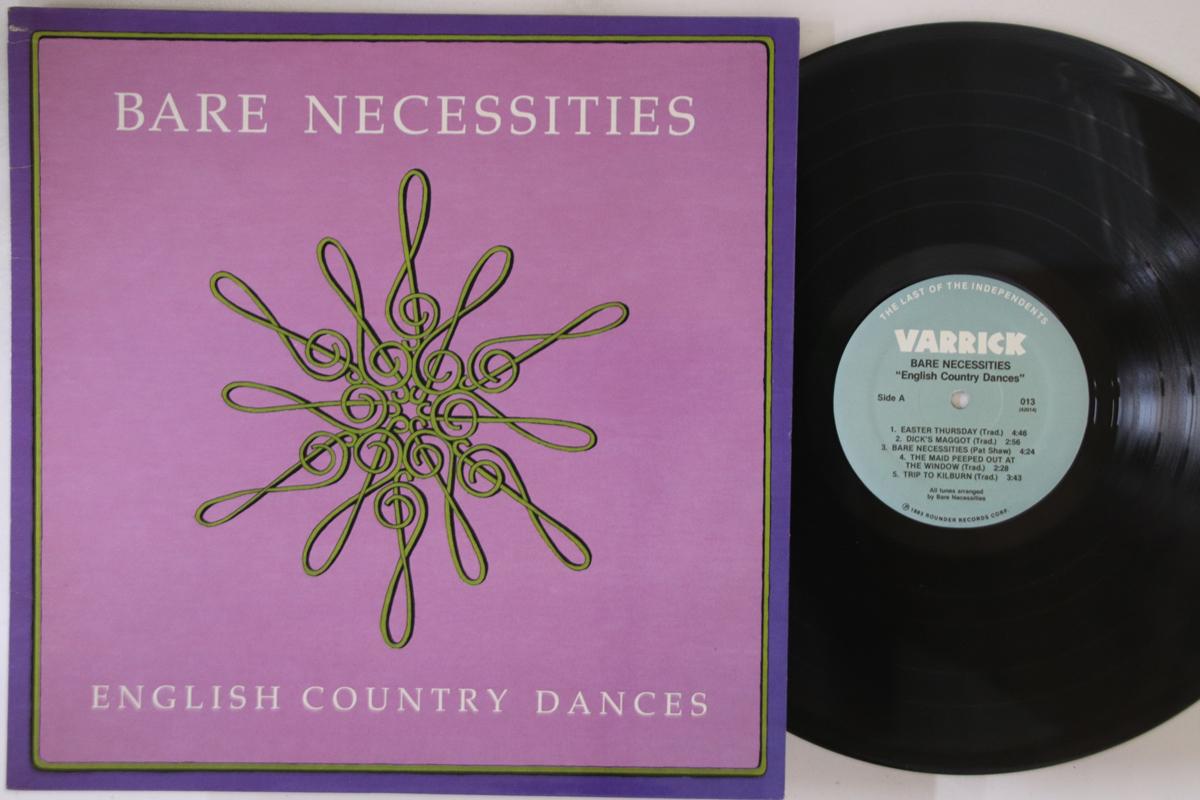 BARE NECESSITIES
ENGLISH COUNTRY DANCES
THE LAST OF THE INDEPENDENTS
VARRICK
BARE NECESSITIES
"English Country Dances"
Side A
013
(42014)
1. EASTER THURSDAY (Trad.) 4:46
2. DICK'S MAGGOT (Trad.) 2:56
3. BARE NECESSITIES (Pat Shaw) 4:24
4. THE MAID PEEPED OUT AT
THE WINDOW (Trad.) 2:28
5. TRIP TO KILBURN (Trad.) 3:43
All tunes arranged
by Bare Necessities
℗ 1983 ROUNDER RECORDS CORP.